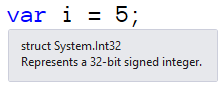 var i = 5;
struct System.Int32
Represents a 32-bit signed integer.